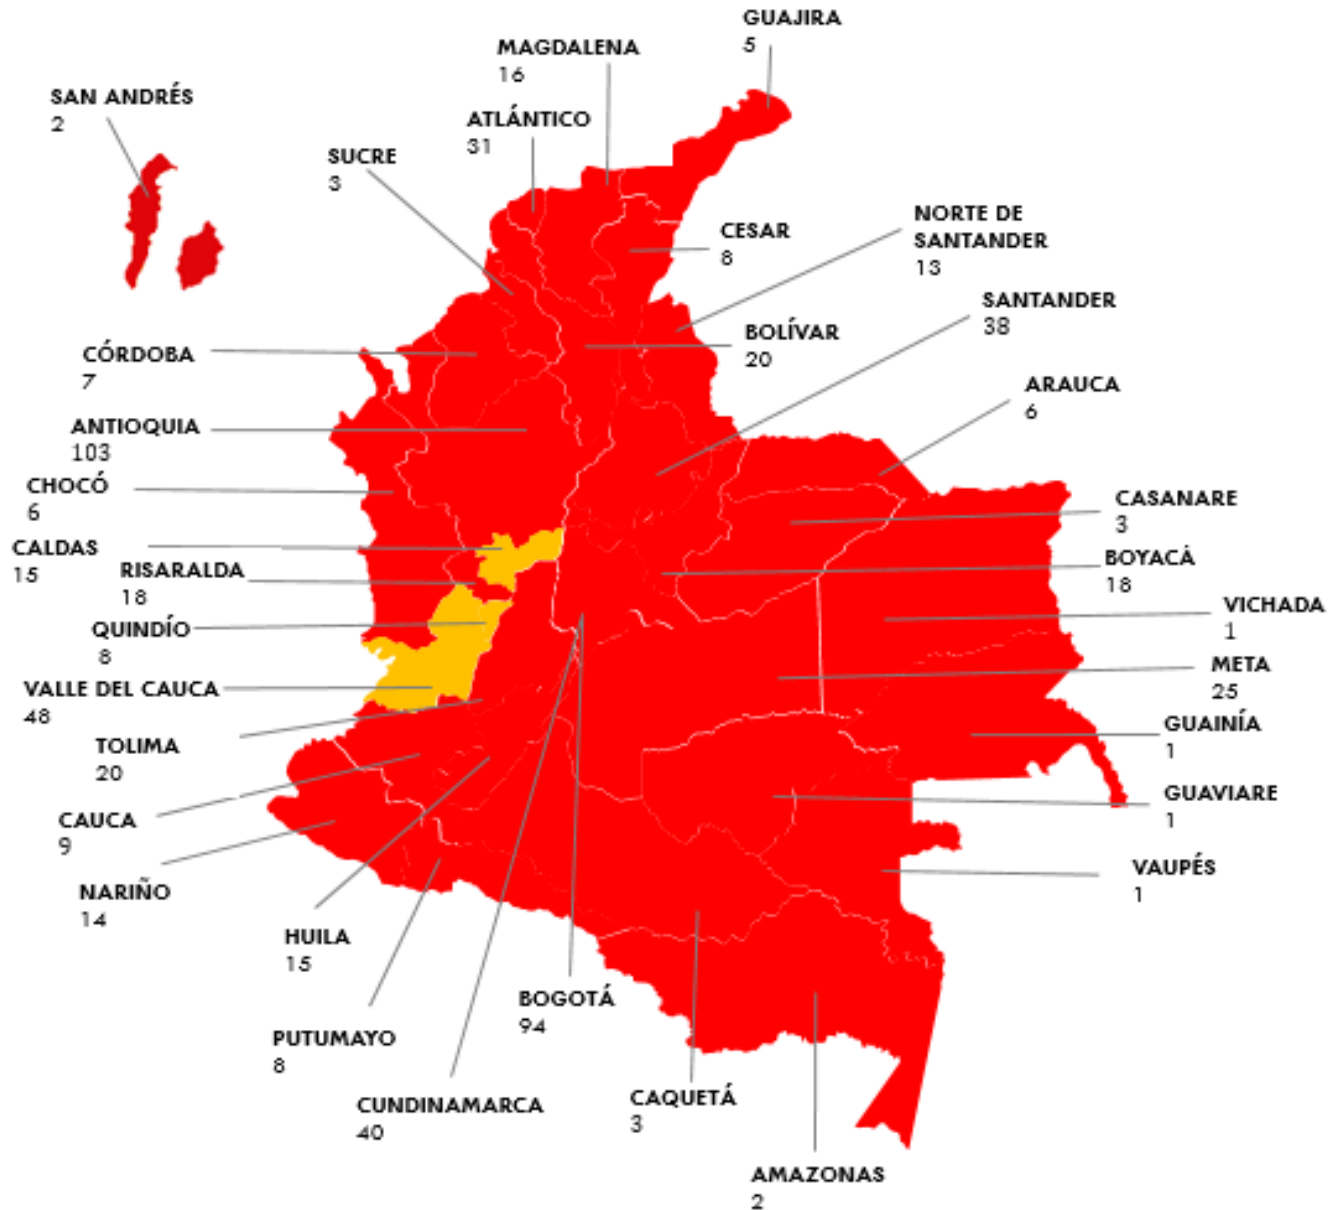 GUAJIRA
5
MAGDALENA
16
SAN ANDRÉS
2
ATLÁNTICO
31
SUCRE
3
CESAR
8
NORTE DE
SANTANDER
13
SANTANDER
38
BOLÍVAR
20
CÓRDOBA
7
ARAUCA
6
ANTIOQUIA
103
CHOCÓ
6
CASANARE
3
CALDAS
15
BOYACÁ
18
RISARALDA
18
VICHADA
1
QUINDÍO
8
META
25
VALLE DEL CAUCA
48
GUAINÍA
1
TOLIMA
20
GUAVIARE
1
CAUCA
9
VAUPÉS
1
NARIÑO
14
HUILA
15
BOGOTÁ
94
PUTUMAYO
8
CAQUETÁ
3
CUNDINAMARCA
40
AMAZONAS
2